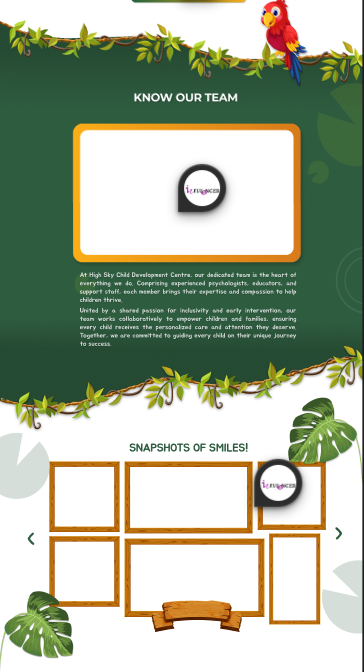 KNOW OUR TEAM
INFLUENCER
At High Sky Child Development Centre, our dedicated team is the heart of
everything we do. Comprising experienced psychologists, educators, and
support staff, each member brings their expertise and compassion to help
children thrive.
United by a shared passion for inclusivity and early intervention, our
team works collaboratively to empower children and families, ensuring
every child receives the personalized care and attention they deserve.
Together, we are committed to guiding every child on their unique journey
to success.
SNAPSHOTS OF SMILES!
INFLUENCER